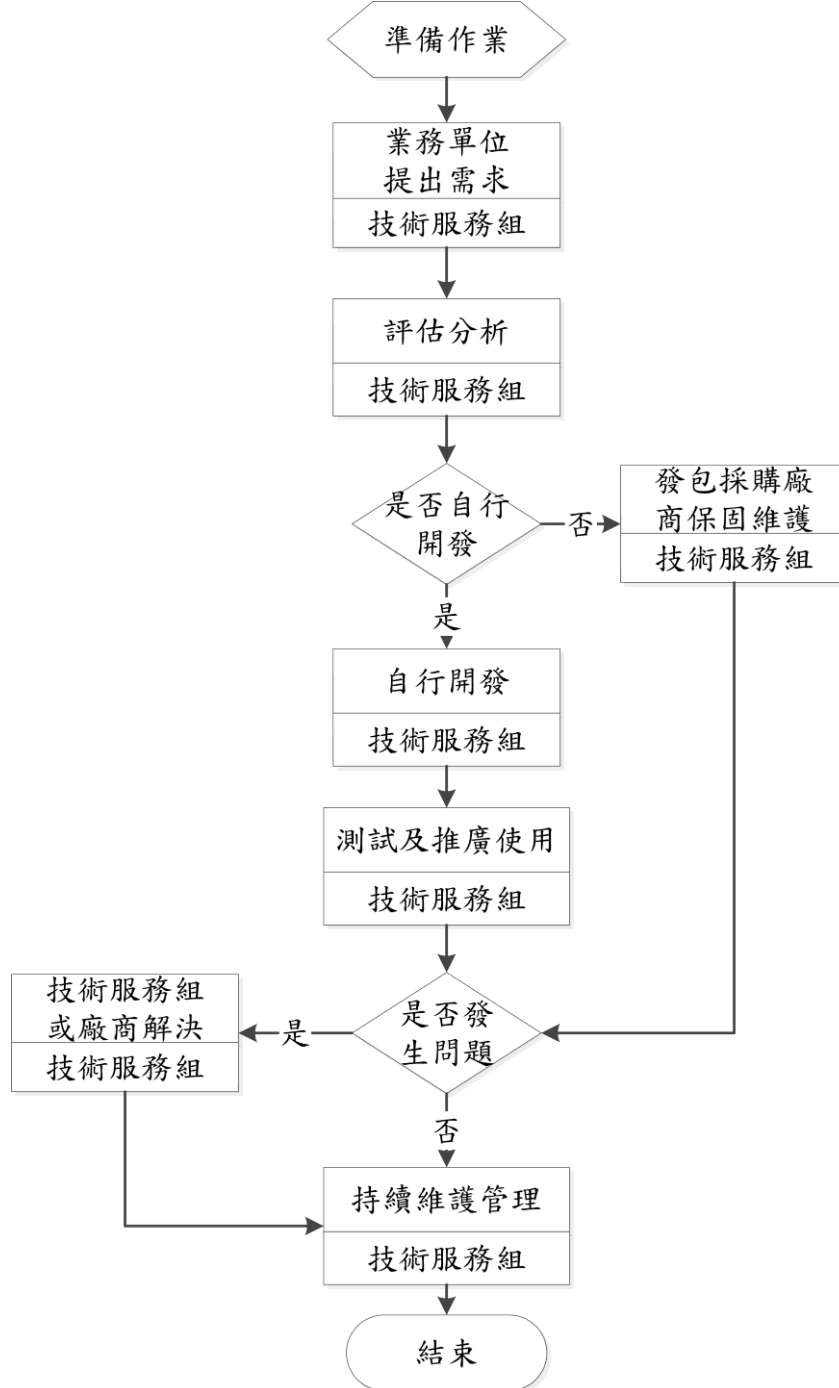 準備作業
業務單位
提出需求
技術服務組
評估分析
技術服務組
是否自行
開發
否
發包採購廠
商保固維護
技術服務組
是
自行開發
技術服務組
測試及推廣使用
技術服務組
是否發
生問題
是
技術服務組
或廠商解決
技術服務組
否
持續維護管理
技術服務組
結束